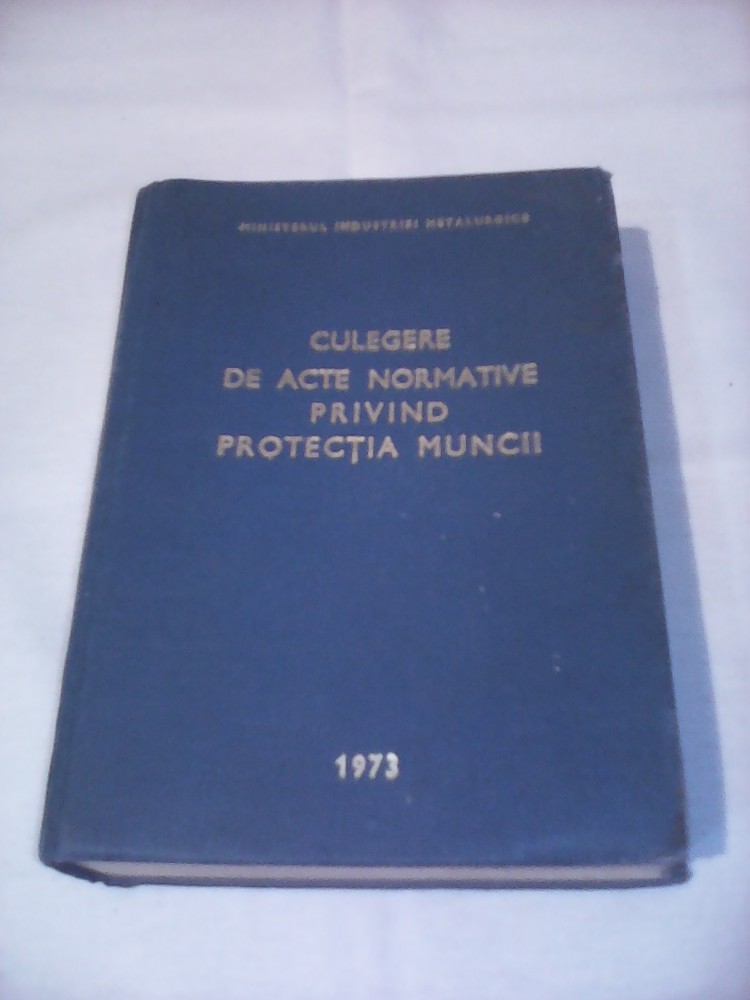 MINISTERUL INDUSTRIEI METALURGICE
CULEGERE
DE ACTE NORMATIVE
PRIVIND
PROTECȚIA MUNCII
1973